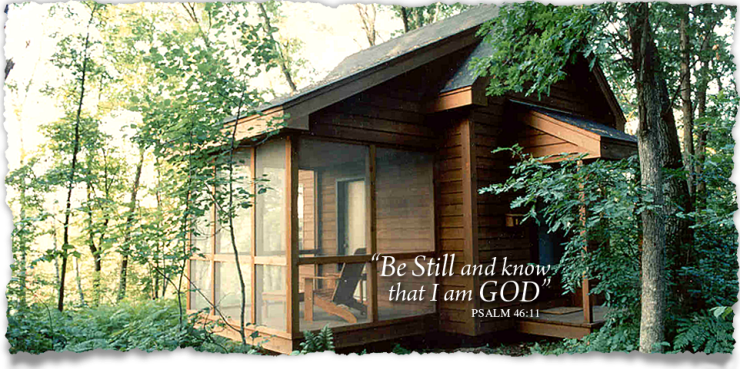 “Be Still and know
that I am GOD”
PSALM 46:11